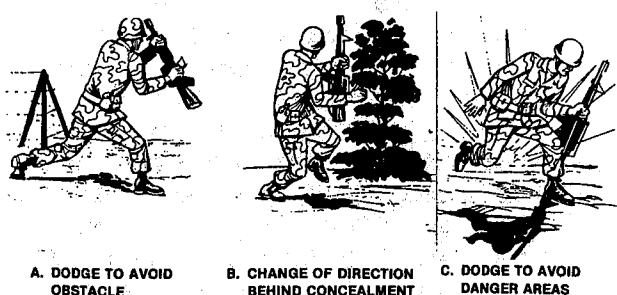 A. DODGE TO AVOID
OBSTACLE
B. CHANGE OF DIRECTION
BEHIND CONCEALMENT
C. DODGE TO AVOID
DANGER AREAS